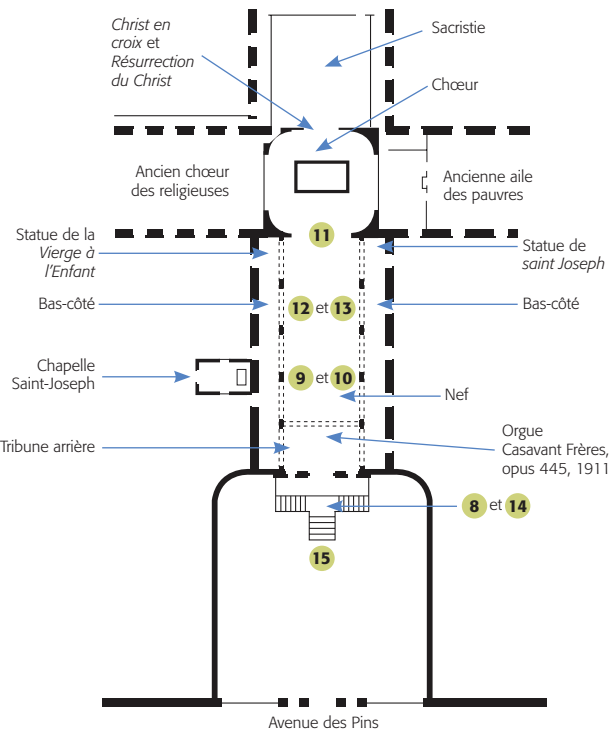 Christ en
croix et
Résurrection
du Christ
Sacristie
Chœur
Ancien chœur
des religieuses
Ancienne aile
des pauvres
11
Statue de la
Vierge à
l'Enfant
Statue de
saint Joseph
Bas-côté
12 et 13
Bas-côté
Chapelle
Saint-Joseph
9 et 10
Nef
Tribune arrière
Orgue
Casavant Frères,
opus 445, 1911
8 et 14
15
Avenue des Pins